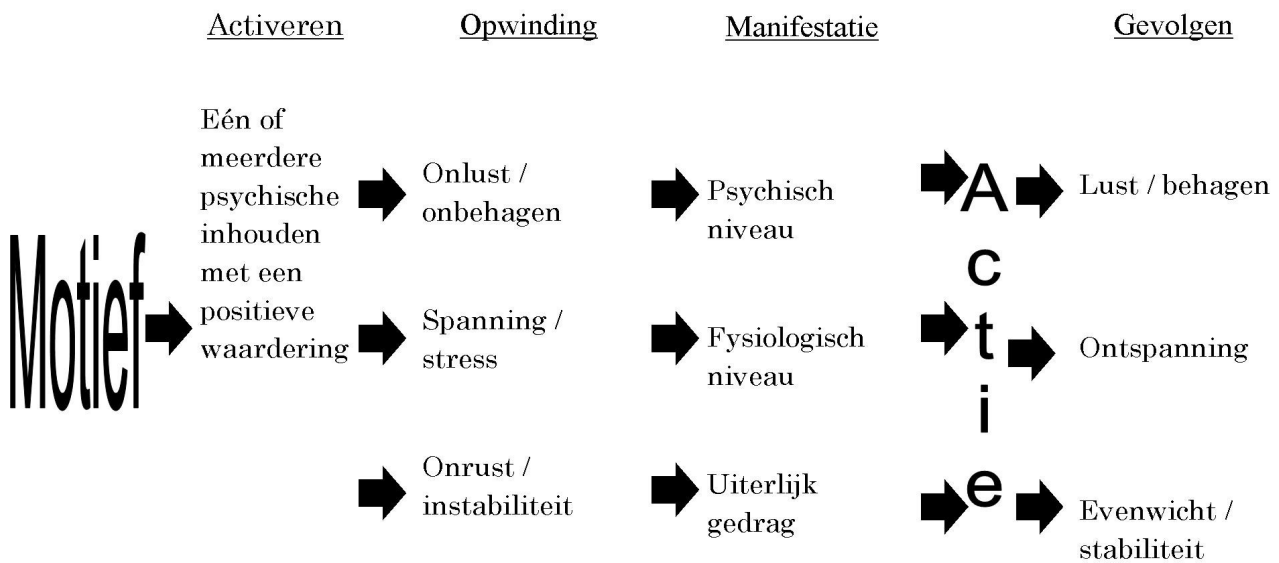 Activeren
Opwinding
Manifestatie
Gevolgen
Motief
Eén of
meerdere
psychische
inhouden
met een
positieve
waardering
Onlust /
onbehagen
Psychisch
niveau
Spanning /
stress
Fysiologisch
niveau
Onrust /
instabiliteit
Uiterlijk
gedrag
A
c
t
i
e
Lust / behagen
Ontspanning
Evenwicht /
stabiliteit